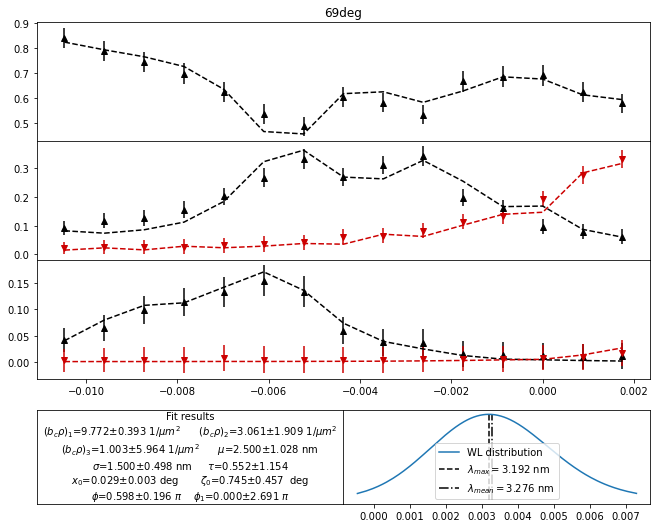 69deg
0.9
0.8
0.7
0.6
0.5
0.3
0.2
0.1
0.0
0.15
0.10
0.05
0.00
−0.010 −0.008 −0.006 −0.004 −0.002 0.000 0.002
Fit results
(b_cρ)_1=9.772±0.393 1/μm² (b_cρ)_2=3.061±1.909 1/μm²
(b_cρ)_3=1.003±5.964 1/μm² μ=2.500±1.028 nm
σ=1.500±0.498 nm τ=0.552±1.154
x_0=0.029±0.003 deg ζ_0=0.745±0.457 deg
ϕ=0.598±0.196 π ϕ_1=0.000±2.691 π
WL distribution
λ_max = 3.192 nm
λ_mean = 3.276 nm
0.000 0.001 0.002 0.003 0.004 0.005 0.006 0.007